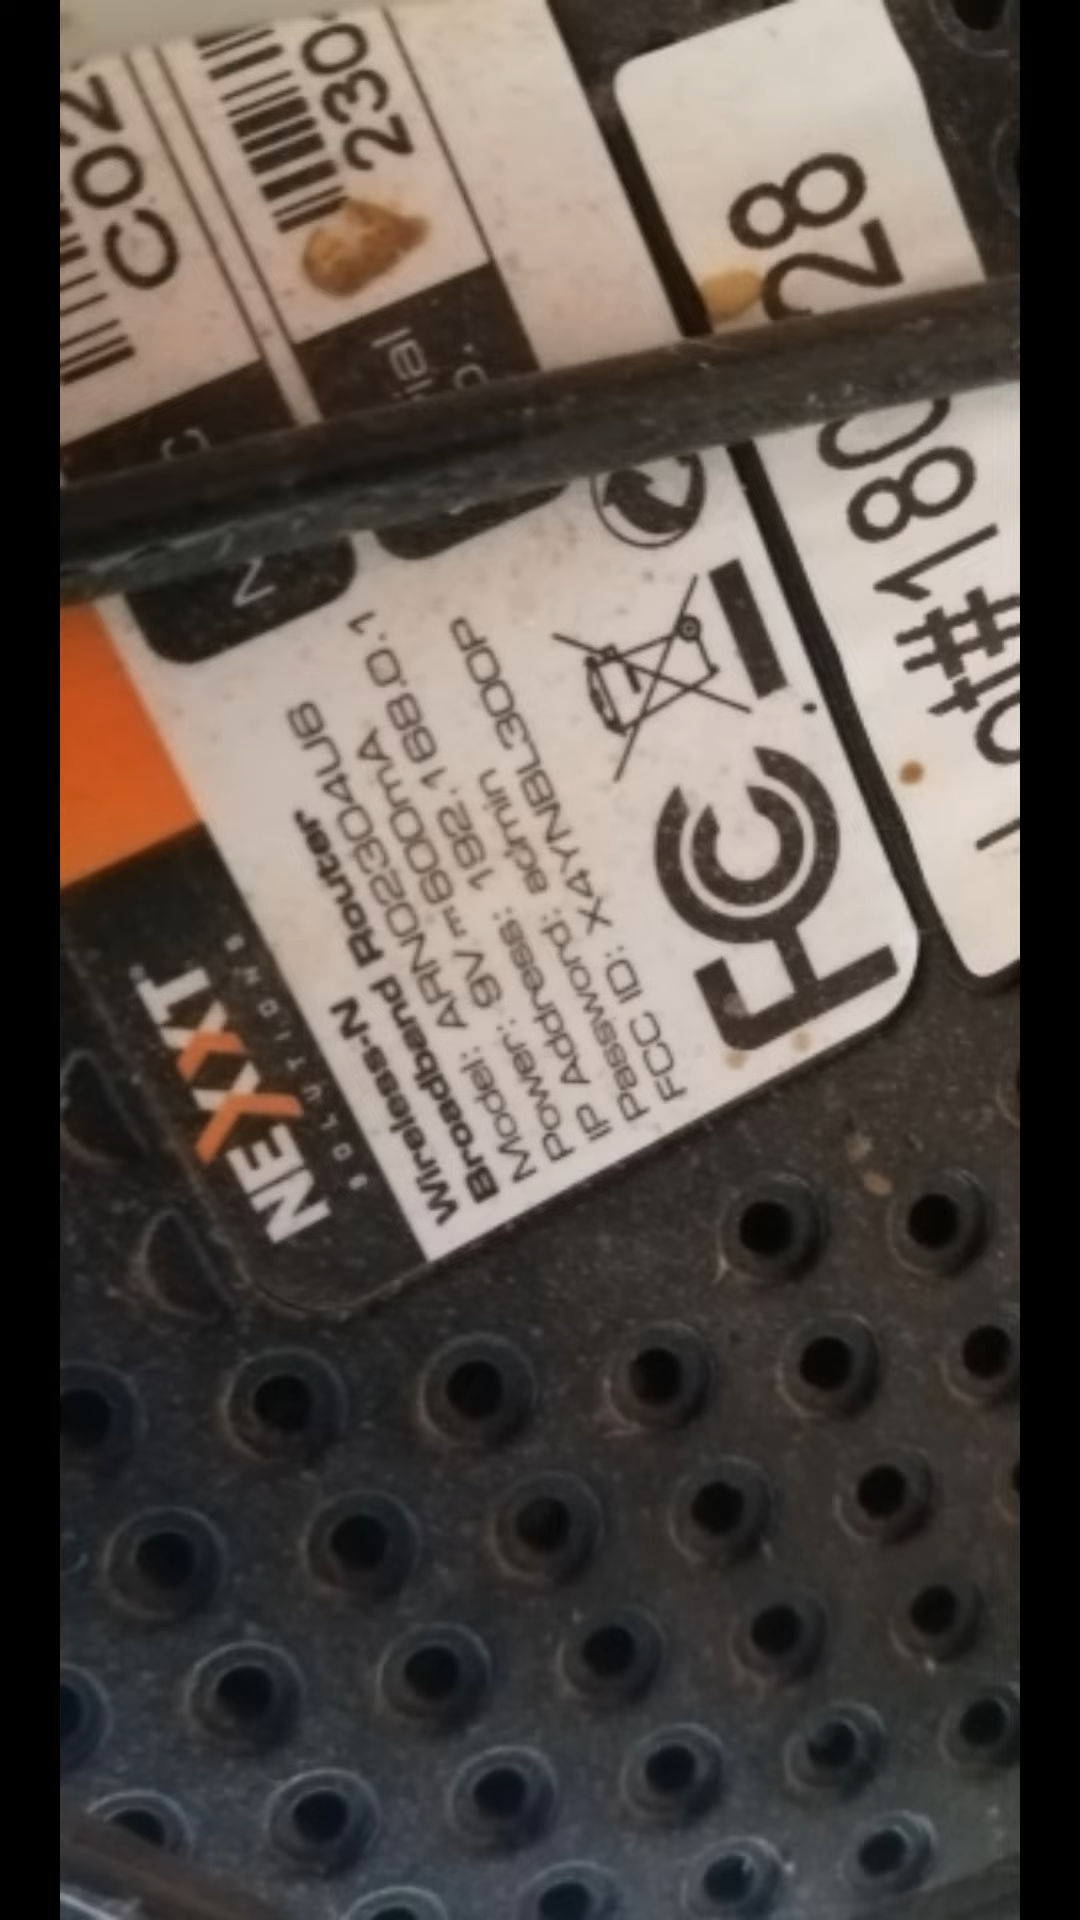 NEXXT
SOLUTIONS
Wireless-N
Broadband Router
Model: ARN02304U6
Power: 9V⎓600mA
IP Address: 192.168.0.1
Password: admin
FCC ID: X4YNBL300P
FC
N
C02
230
ial
Lot#180
28